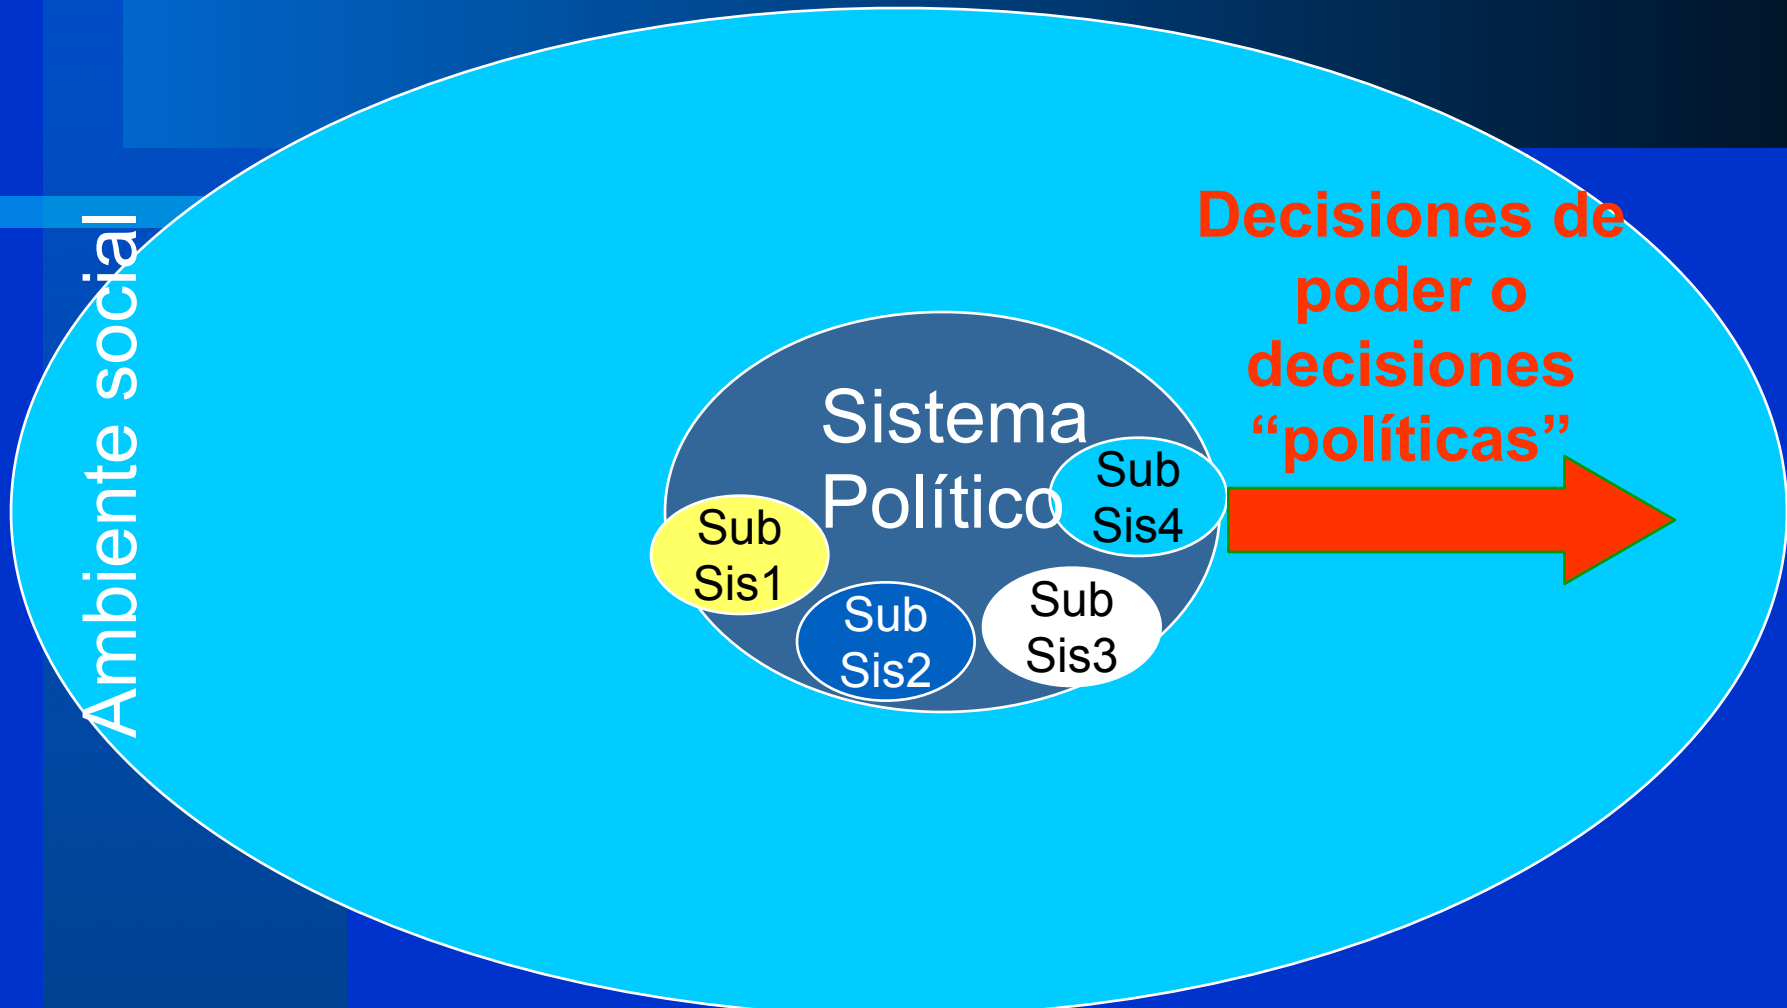 Ambiente social
Decisiones de
poder o
decisiones
“políticas”
Sistema
Político
Sub
Sis1
Sub
Sis2
Sub
Sis3
Sub
Sis4